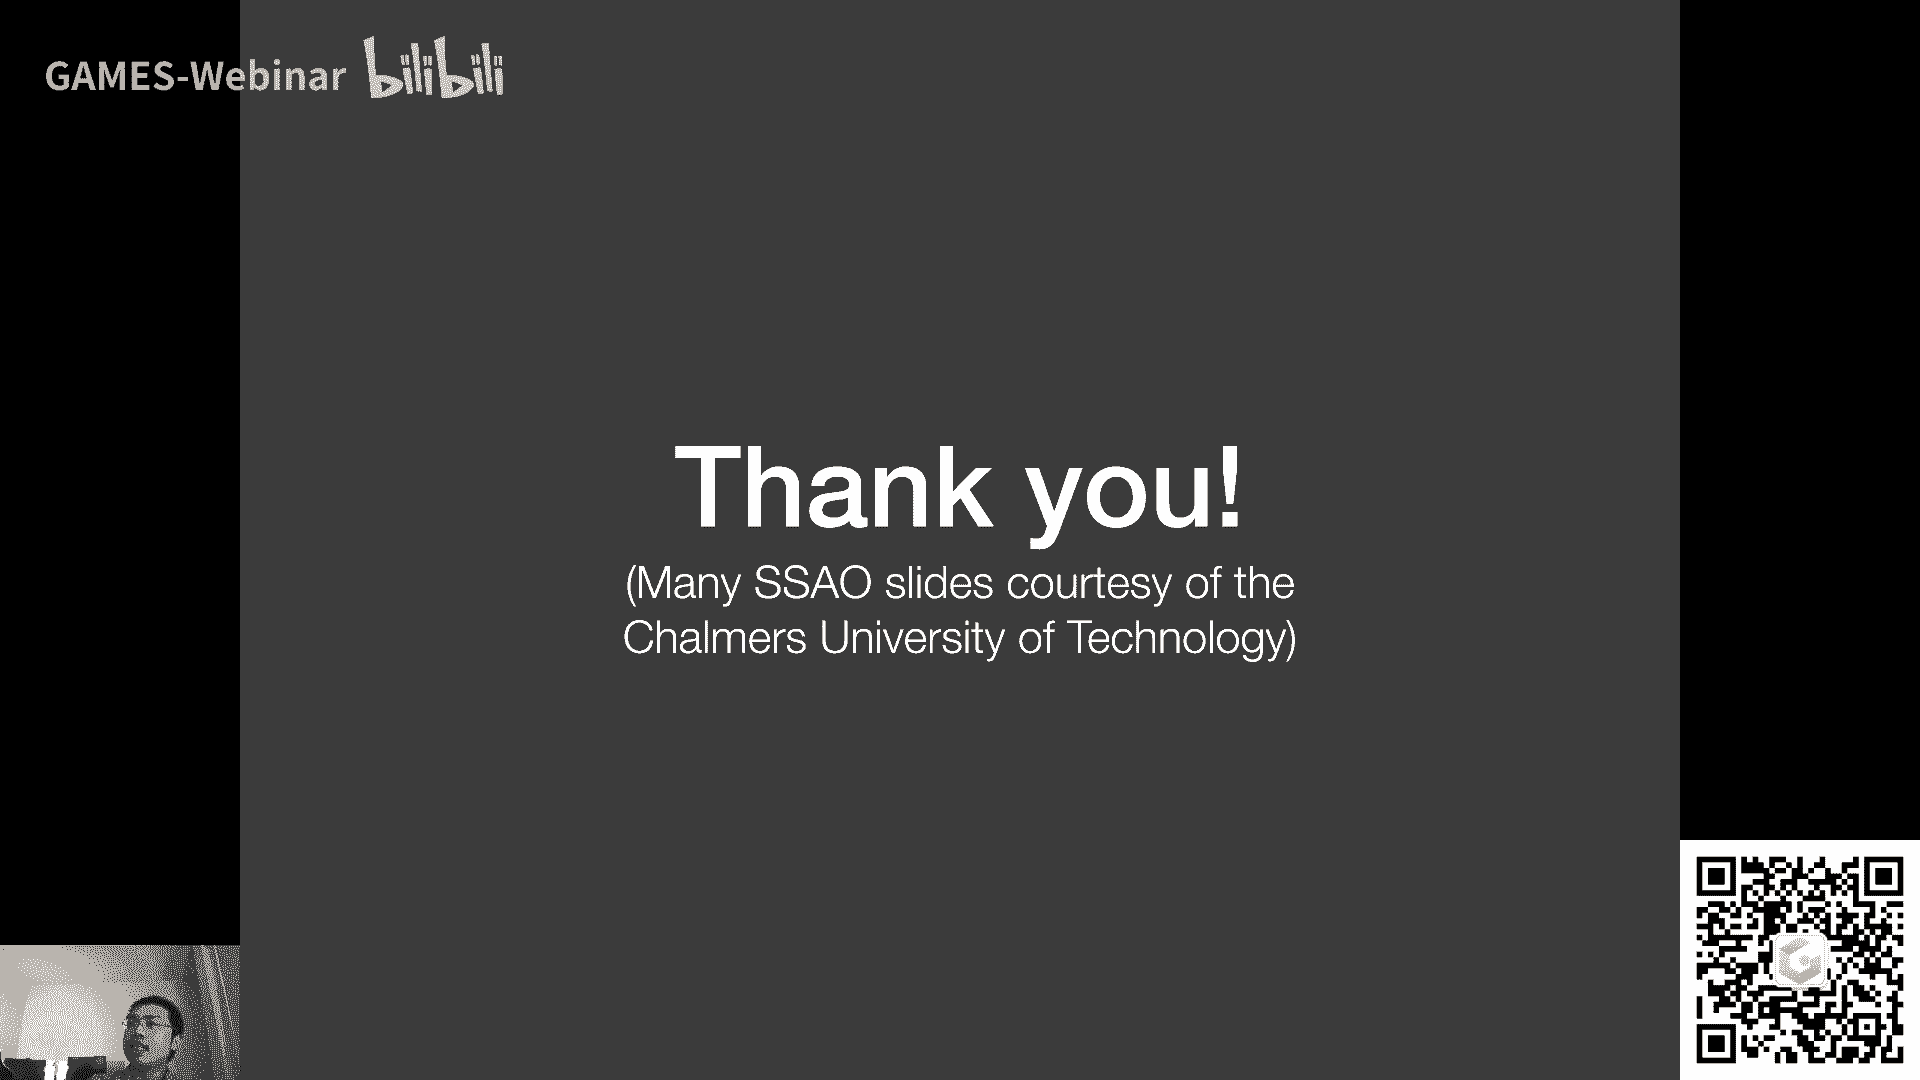 GAMES-Webinar bilibili
Thank you!
(Many SSAO slides courtesy of the
Chalmers University of Technology)